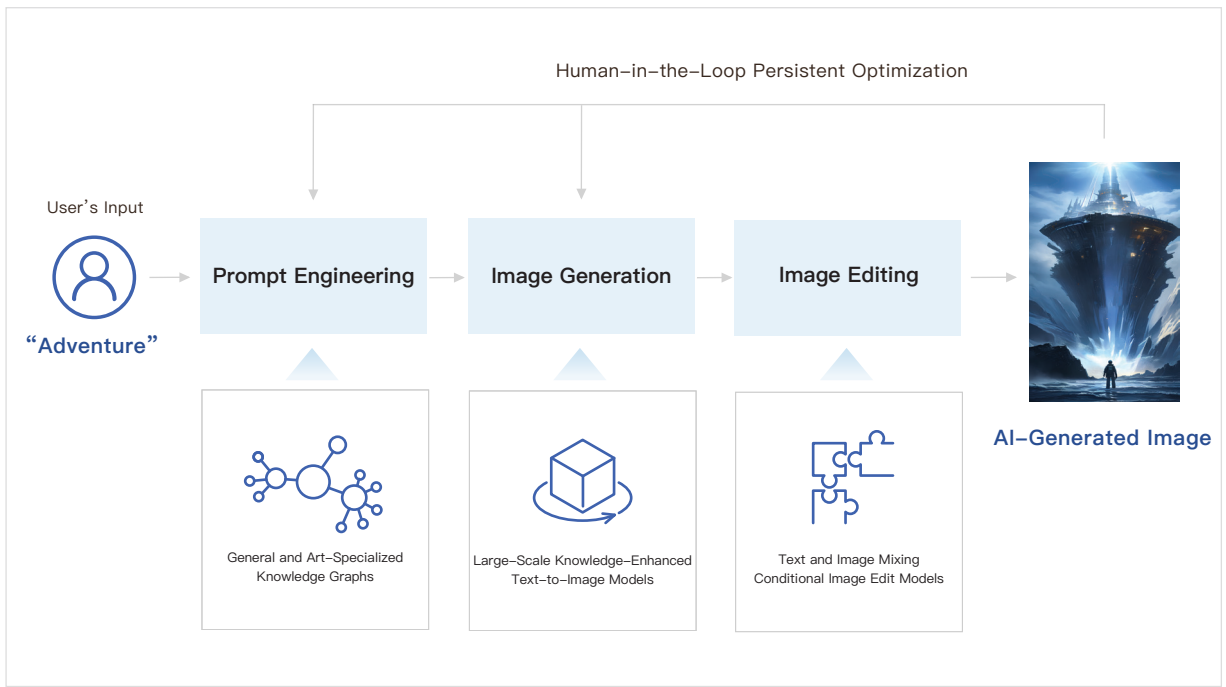 Human-in-the-Loop Persistent Optimization
User's Input
“Adventure”
Prompt Engineering
Image Generation
Image Editing
AI-Generated Image
General and Art-Specialized
Knowledge Graphs
Large-Scale Knowledge-Enhanced
Text-to-Image Models
Text and Image Mixing
Conditional Image Edit Models